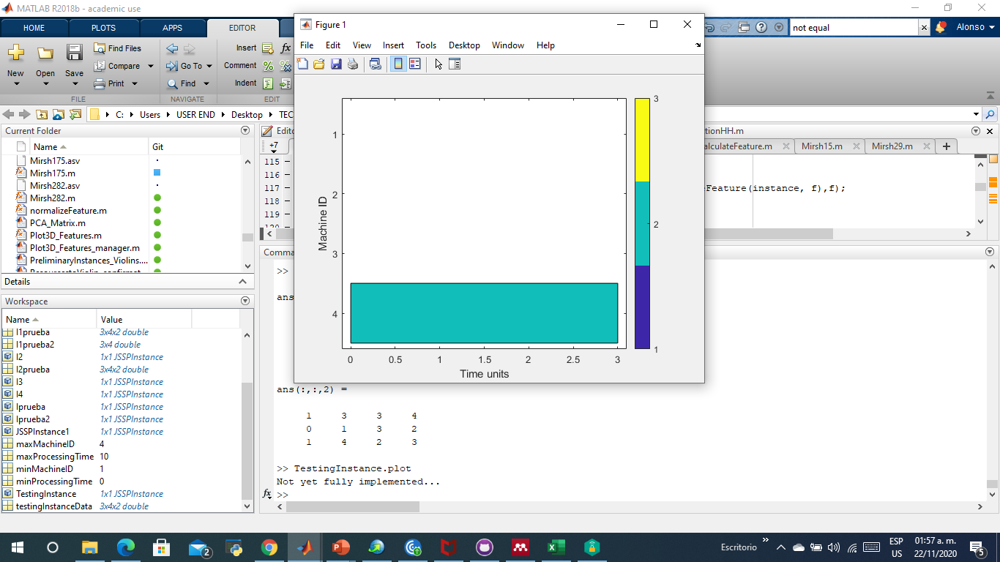 MATLAB R2018b - academic use
HOME PLOTS APPS EDITOR
not equal
Alonso
New Open Save
Find Files
Compare
Print
Go To
Find
Insert fx
Comment
Indent
FILE NAVIGATE EDIT
C: Users USER END Desktop TEC
Current Folder
Name Git
Mirsh175.asv
Mirsh175.m
Mirsh282.asv
Mirsh282.m
normalizeFeature.m
PCA_Matrix.m
Plot3D_Features.m
Plot3D_Features_manager.m
PreliminaryInstances_Violins....
Details
Workspace
Name Value
I1prueba 3x4x2 double
I1prueba2 3x4 double
I2 1x1 JSSPInstance
I2prueba 3x4x2 double
I3 1x1 JSSPInstance
I4 1x1 JSSPInstance
Iprueba 1x1 JSSPInstance
Iprueba2 1x1 JSSPInstance
JSSPInstance1 1x1 JSSPInstance
maxMachineID 4
maxProcessingTime 10
minMachineID 1
minProcessingTime 0
TestingInstance 1x1 JSSPInstance
testingInstanceData 3x4x2 double
Figure 1
File Edit View Insert Tools Desktop Window Help
Machine ID
1
2
3
4
0 0.5 1 1.5 2 2.5 3
Time units
3
2
1
Edito
ctionHH.m
+7
alculateFeature.m Mirsh15.m Mirsh29.m
115 –
116 –
117 –
118 –
119 –
120 –
eFeature(instance, f),f);
Comma
>>
ans
ans(:,:,2) =
1 3 3 4
0 1 3 2
1 4 2 3
>> TestingInstance.plot
Not yet fully implemented...
fx >>
2
Escritorio
ESP
US
01:57 a. m.
22/11/2020
5